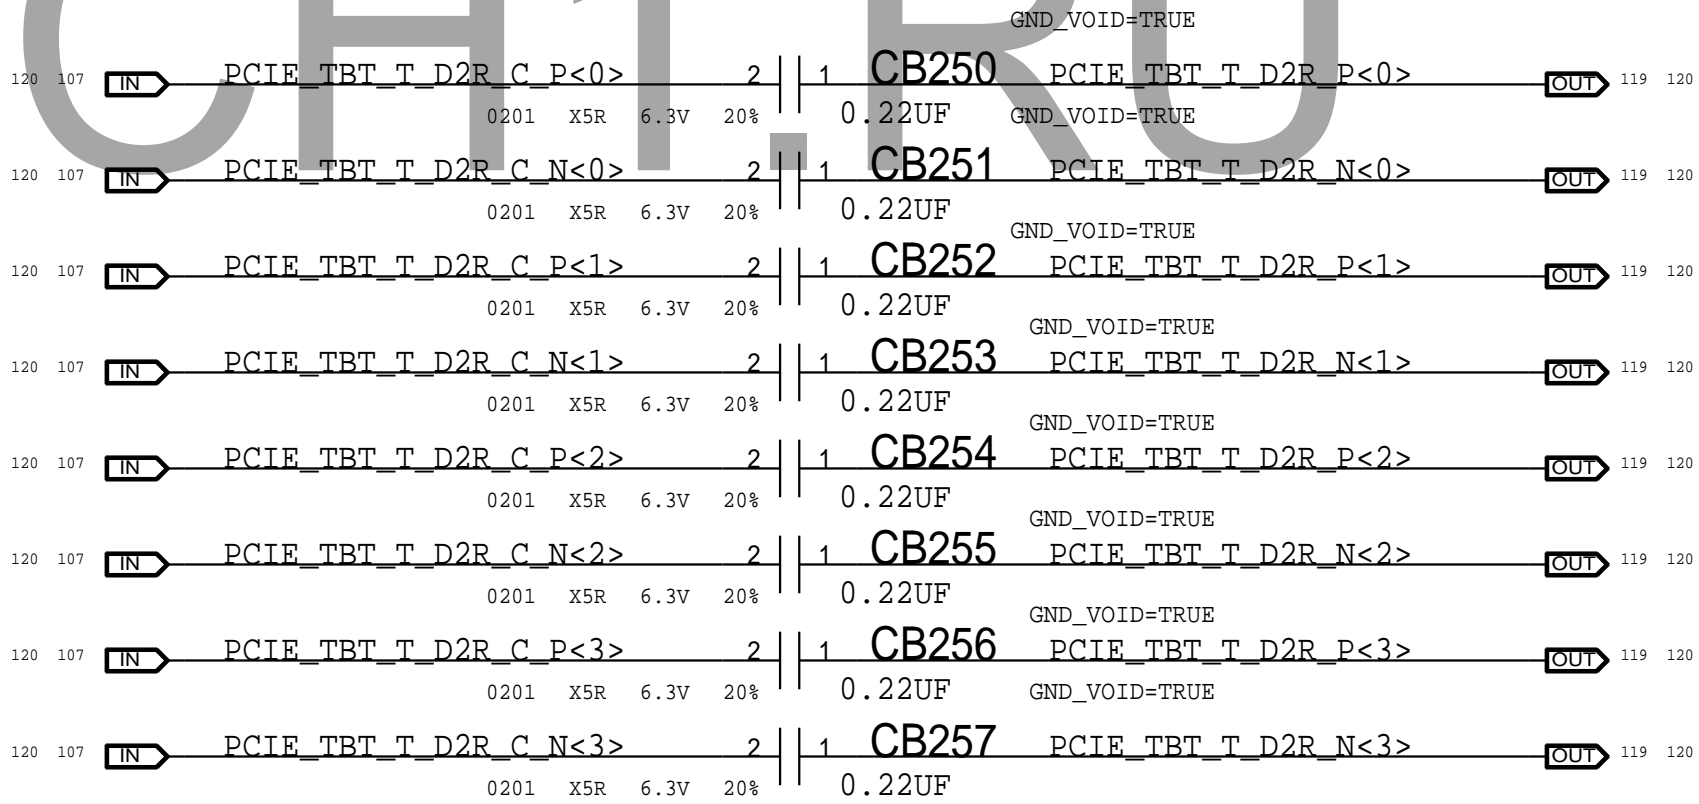 CH1.RU
GND_VOID=TRUE
120 107 IN PCIE_TBT_T_D2R_C_P<0> 2 1 CB250 PCIE_TBT_T_D2R_P<0> OUT 119 120
0201 X5R 6.3V 20% 0.22UF GND_VOID=TRUE
120 107 IN PCIE_TBT_T_D2R_C_N<0> 2 1 CB251 PCIE_TBT_T_D2R_N<0> OUT 119 120
0201 X5R 6.3V 20% 0.22UF
GND_VOID=TRUE
120 107 IN PCIE_TBT_T_D2R_C_P<1> 2 1 CB252 PCIE_TBT_T_D2R_P<1> OUT 119 120
0201 X5R 6.3V 20% 0.22UF
GND_VOID=TRUE
120 107 IN PCIE_TBT_T_D2R_C_N<1> 2 1 CB253 PCIE_TBT_T_D2R_N<1> OUT 119 120
0201 X5R 6.3V 20% 0.22UF
GND_VOID=TRUE
120 107 IN PCIE_TBT_T_D2R_C_P<2> 2 1 CB254 PCIE_TBT_T_D2R_P<2> OUT 119 120
0201 X5R 6.3V 20% 0.22UF
GND_VOID=TRUE
120 107 IN PCIE_TBT_T_D2R_C_N<2> 2 1 CB255 PCIE_TBT_T_D2R_N<2> OUT 119 120
0201 X5R 6.3V 20% 0.22UF
GND_VOID=TRUE
120 107 IN PCIE_TBT_T_D2R_C_P<3> 2 1 CB256 PCIE_TBT_T_D2R_P<3> OUT 119 120
0201 X5R 6.3V 20% 0.22UF GND_VOID=TRUE
120 107 IN PCIE_TBT_T_D2R_C_N<3> 2 1 CB257 PCIE_TBT_T_D2R_N<3> OUT 119 120
0201 X5R 6.3V 20% 0.22UF